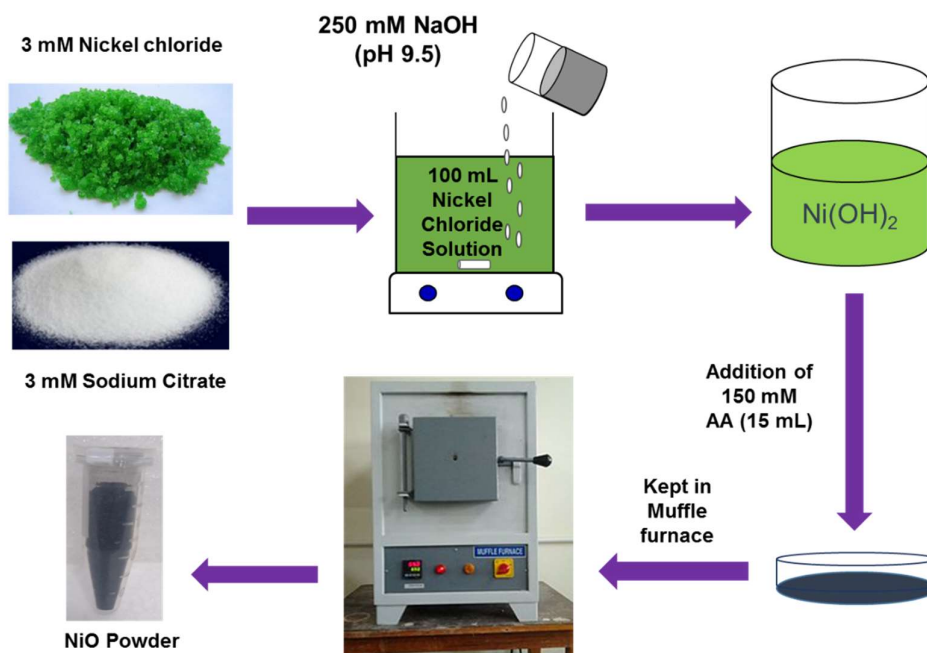 3 mM Nickel chloride
250 mM NaOH
(pH 9.5)
100 mL
Nickel
Chloride
Solution
Ni(OH)₂
3 mM Sodium Citrate
Addition of
150 mM
AA (15 mL)
Kept in
Muffle
furnace
MUFFLE FURNACE
NiO Powder